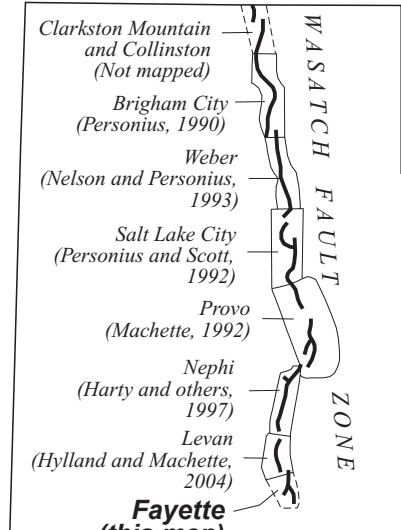 Clarkston Mountain
and Collinston
(Not mapped)
Brigham City
(Personius, 1990)
Weber
(Nelson and Personius,
1993)
Salt Lake City
(Personius and Scott,
1992)
Provo
(Machette, 1992)
Nephi
(Harty and others,
1997)
Levan
(Hylland and Machette,
2004)
Fayette
(this map)
WASATCH FAULT ZONE